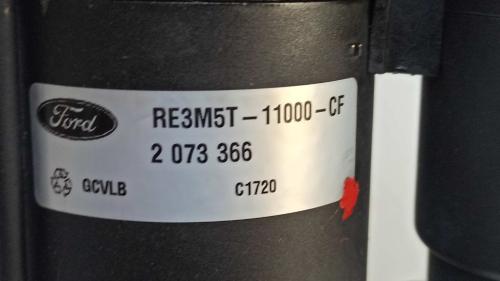 Ford
RE3M5T-11000-CF
2 073 366
GCVLB C1720